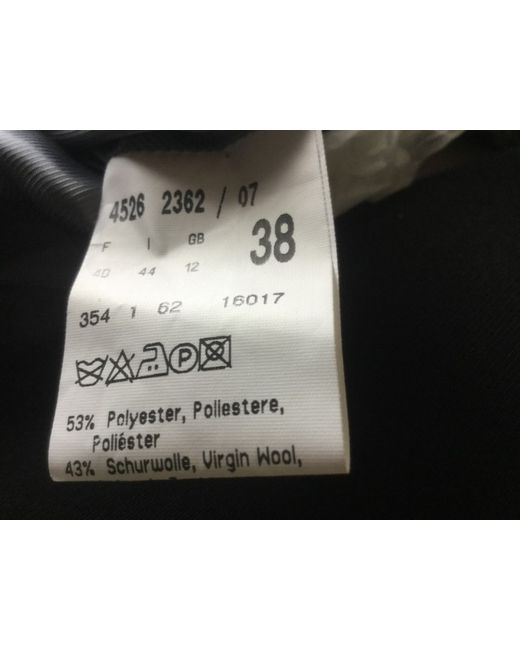 4526 2362 / 07
F I GB 38
40 44 12
354 1 62 16017
P
53% Polyester, Poliestere,
Poliéster
43% Schurwolle, Virgin Wool,